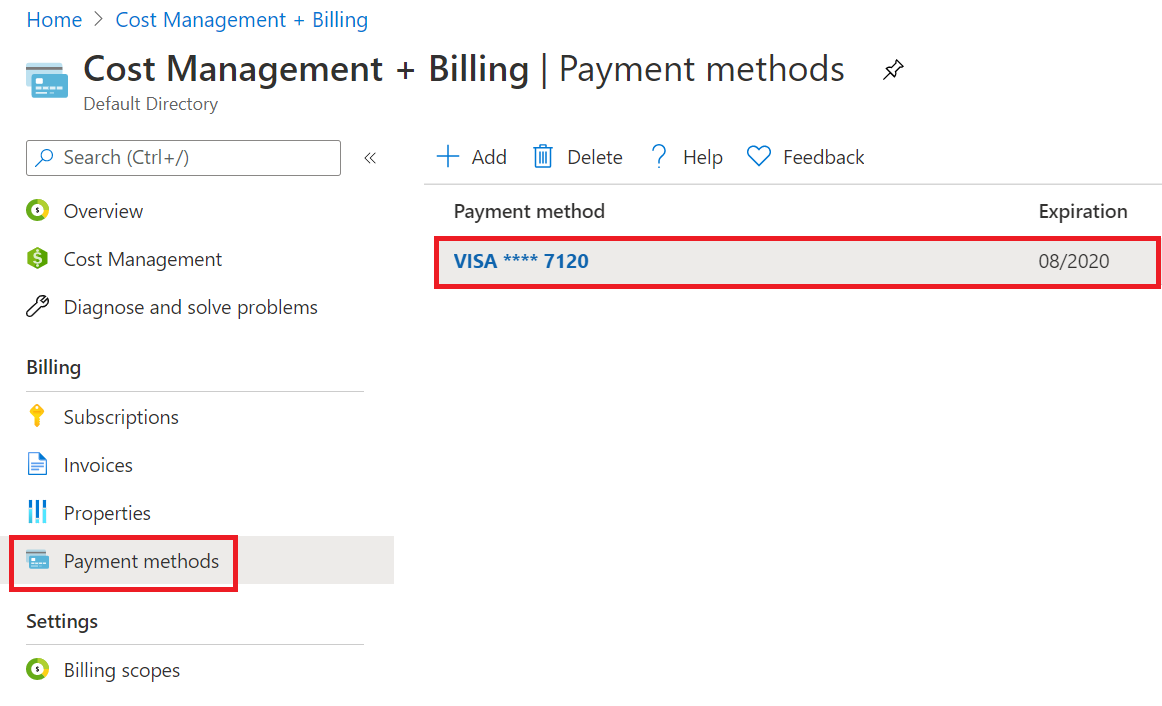 Home > Cost Management + Billing
Cost Management + Billing | Payment methods
Default Directory
Search (Ctrl+/) «
Overview
Cost Management
Diagnose and solve problems
Billing
Subscriptions
Invoices
Properties
Payment methods
Settings
Billing scopes
+ Add Delete ? Help Feedback
Payment method Expiration
VISA **** 7120 08/2020